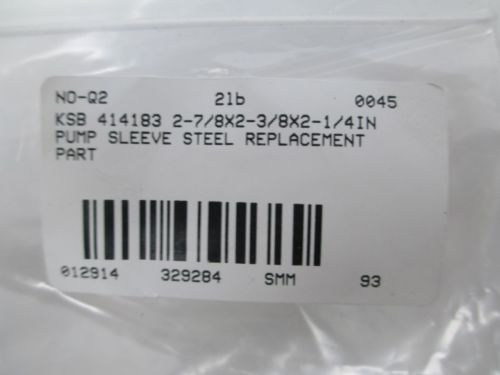 NO-Q2 2lb 0045
KSB 414183 2-7/8X2-3/8X2-1/4IN
PUMP SLEEVE STEEL REPLACEMENT
PART
012914 329284 SMM 93